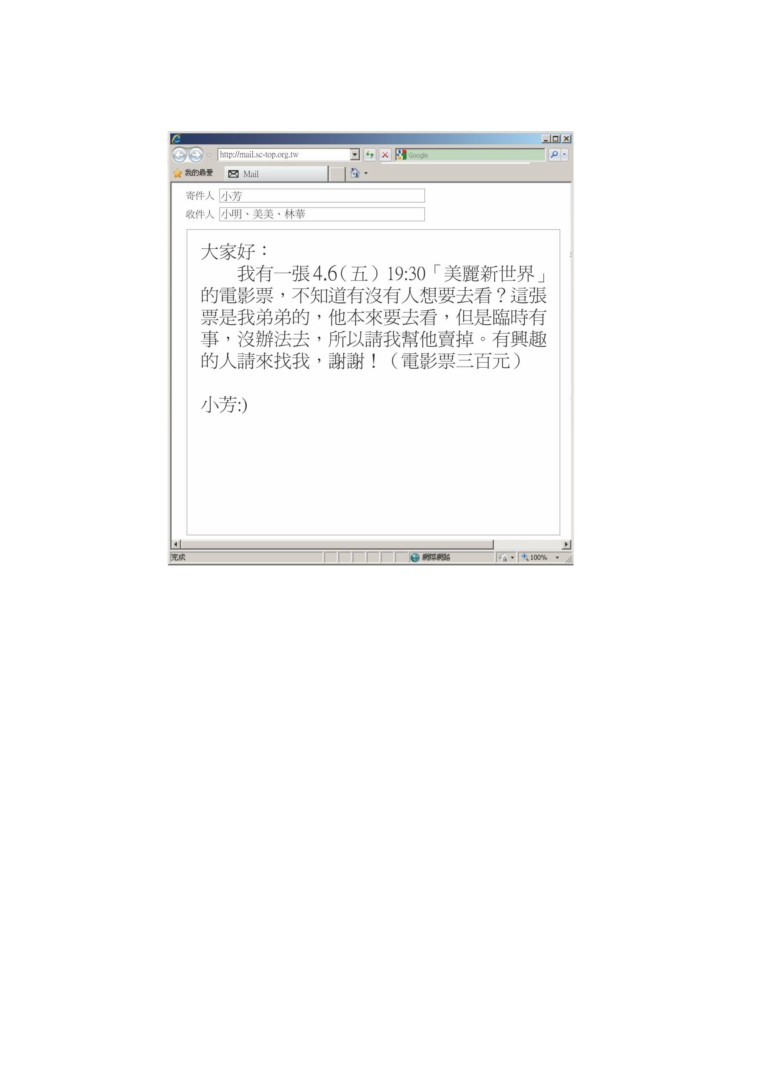 http://mail.sc-top.org.tw
Google
我的最愛
Mail
寄件人 小芳
收件人 小明、美美、林華
大家好：
我有一張 4.6（五）19:30「美麗新世界」
的電影票，不知道有沒有人想要去看？這張
票是我弟弟的，他本來要去看，但是臨時有
事，沒辦法去，所以請我幫他賣掉。有興趣
的人請來找我，謝謝！（電影票三百元）
小芳:)
完成
網際網路
100%